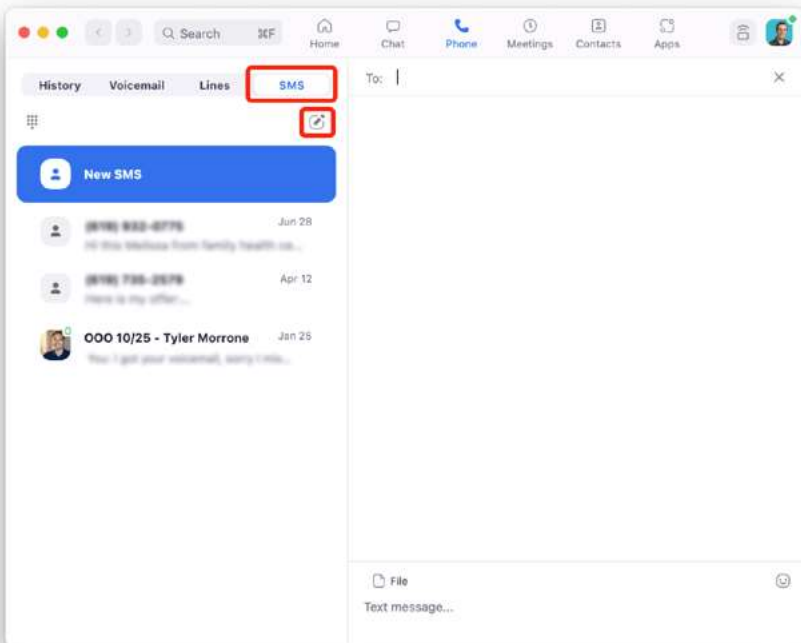 Search ⌘F
Home
Chat
Phone
Meetings
Contacts
Apps
History Voicemail Lines SMS
To:
New SMS
Jun 28
Apr 12
OOO 10/25 - Tyler Morrone Jan 25
File
Text message...